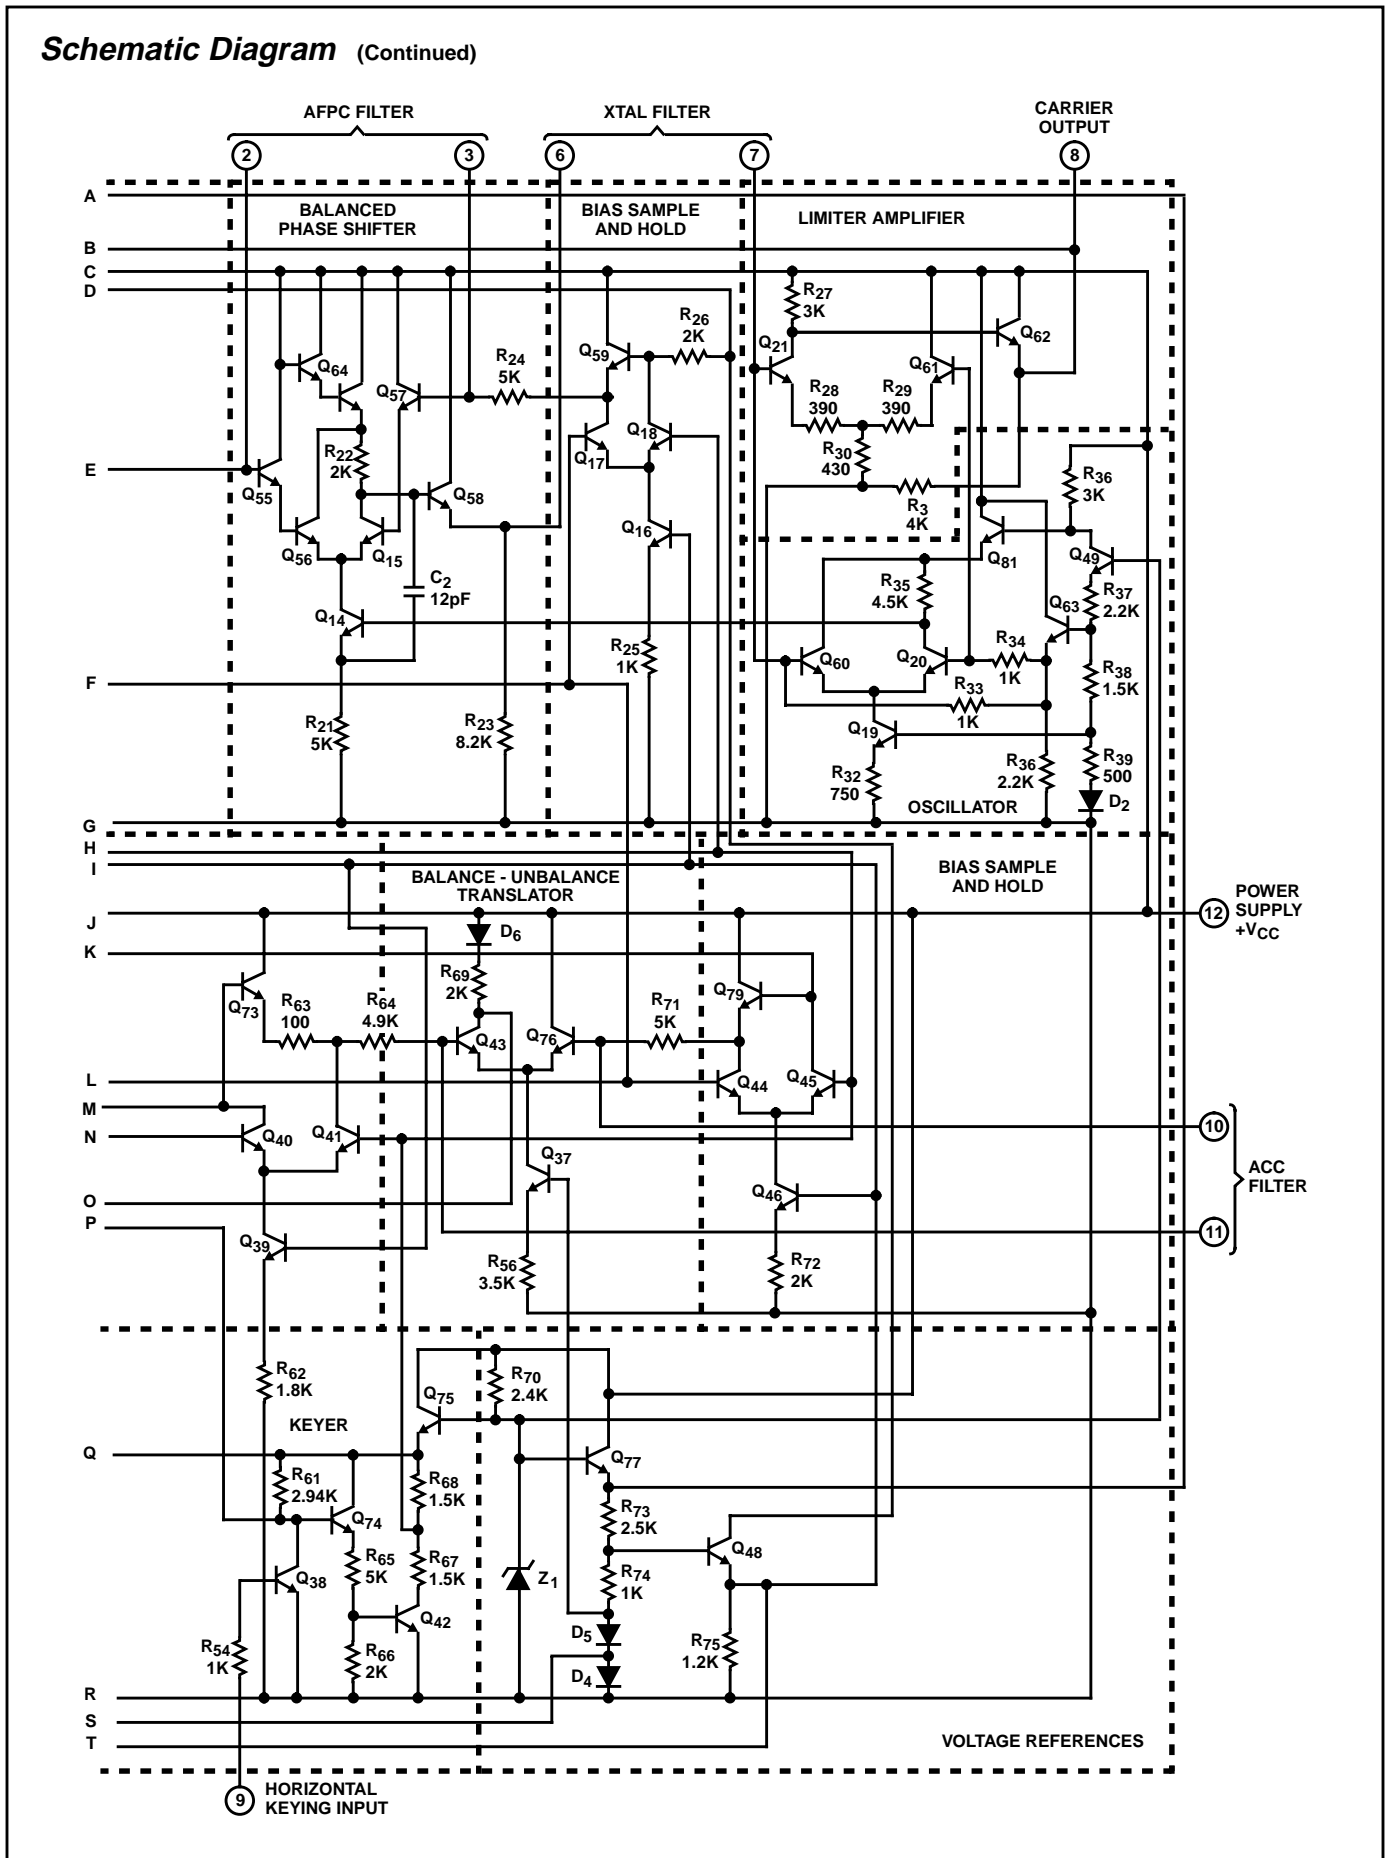 Schematic Diagram (Continued)
AFPC FILTER
XTAL FILTER
CARRIER
OUTPUT
2
3
6
7
8
A
BALANCED
PHASE SHIFTER
BIAS SAMPLE
AND HOLD
LIMITER AMPLIFIER
B
C
D
R27
3K
R26
2K
Q62
Q64
Q59
Q21
Q61
R24
5K
Q57
R28
390
R29
390
Q18
Q17
R22
2K
R30
430
E
R36
3K
Q55
Q58
R3
4K
Q16
Q56
Q15
Q81
Q49
C2
12pF
R35
4.5K
R37
2.2K
Q63
Q14
R34
1K
R25
1K
Q60
Q20
R38
1.5K
F
R33
1K
R21
5K
R23
8.2K
Q19
R39
500
R32
750
R36
2.2K
D2
OSCILLATOR
G
H
I
BALANCE - UNBALANCE
TRANSLATOR
BIAS SAMPLE
AND HOLD
J
12
POWER
SUPPLY
+VCC
D6
K
R69
2K
Q79
Q73
R63
100
R64
4.9K
R71
5K
Q43
Q76
L
Q44
Q45
M
N
Q40
Q41
10
Q37
ACC
FILTER
Q46
O
P
11
Q39
R56
3.5K
R72
2K
R62
1.8K
R70
2.4K
Q75
KEYER
Q
Q77
R61
2.94K
R68
1.5K
R73
2.5K
Q74
Q48
R65
5K
R67
1.5K
Z1
R74
1K
Q38
Q42
D5
R54
1K
R66
2K
R75
1.2K
D4
R
S
T
VOLTAGE REFERENCES
9
HORIZONTAL
KEYING INPUT